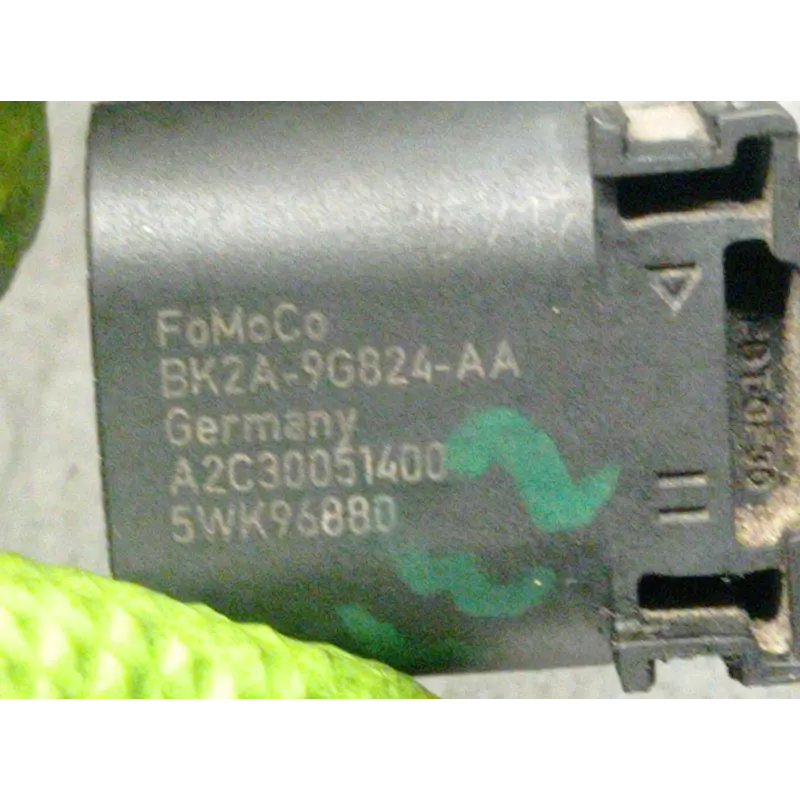 FoMoCo
BK2A-9G824-AA
Germany
A2C30051400
5WK96880